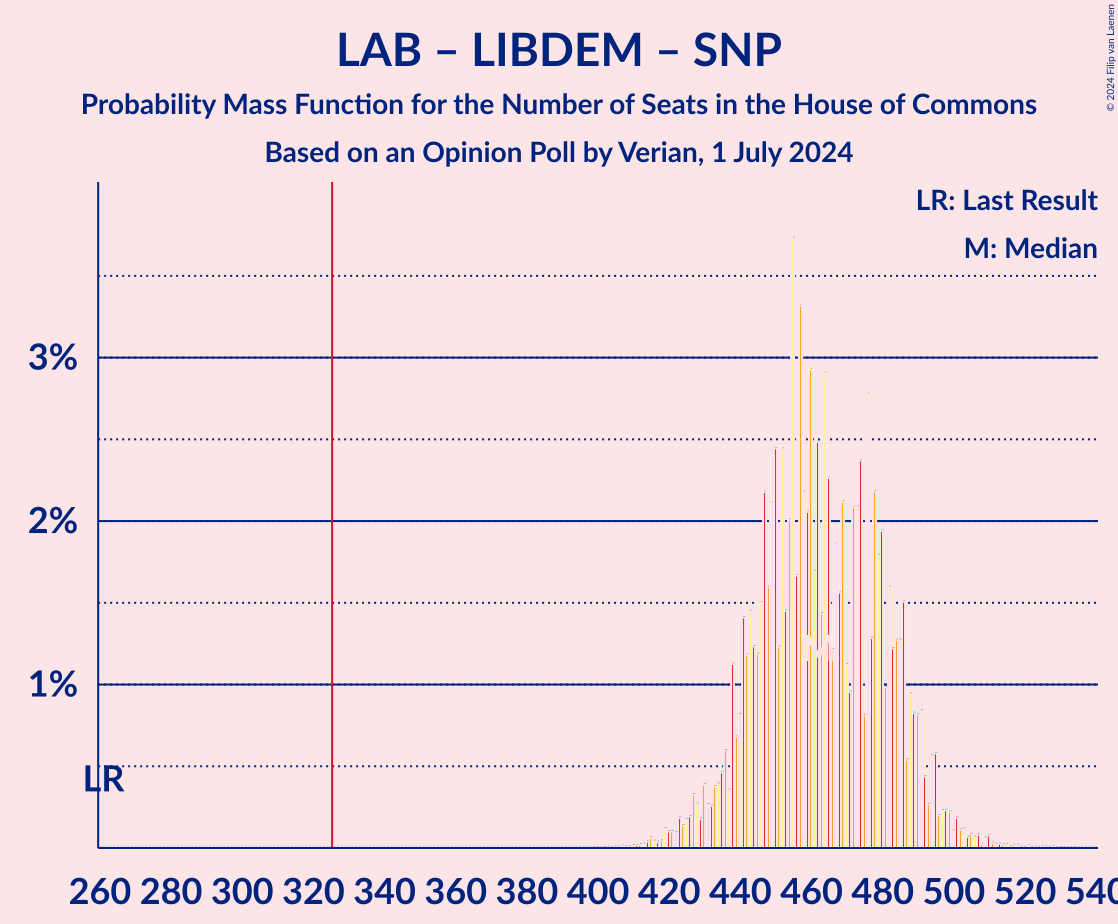 LAB – LIBDEM – SNP
Probability Mass Function for the Number of Seats in the House of Commons
Based on an Opinion Poll by Verian, 1 July 2024
© 2024 Filip van Laenen
LR: Last Result
M: Median
3%
2%
1%
LR
M
260 280 300 320 340 360 380 400 420 440 460 480 500 520 540